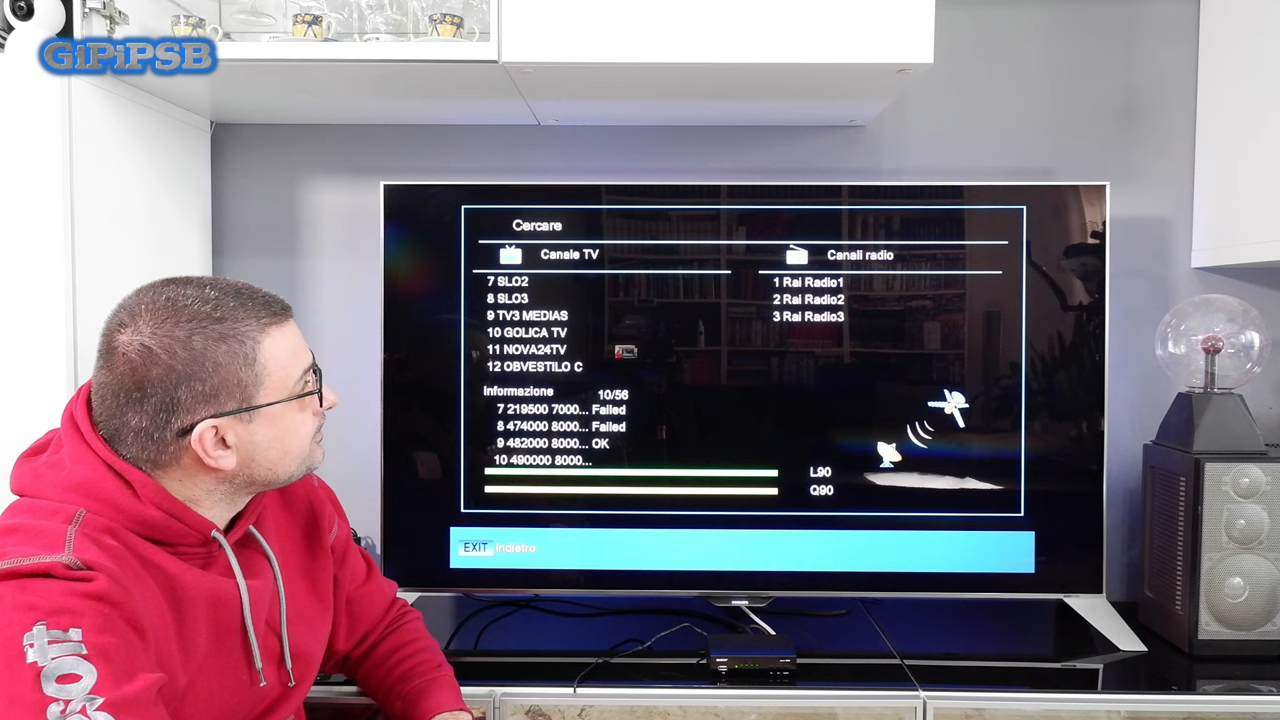 GiPiPSB
Cercare
Canale TV
Canali radio
7 SLO2
8 SLO3
9 TV3 MEDIAS
10 GOLICA TV
11 NOVA24TV
12 OBVESTILO C
1 Rai Radio1
2 Rai Radio2
3 Rai Radio3
Informazione 10/56
7 219500 7000... Failed
8 474000 8000... Failed
9 482000 8000... OK
10 490000 8000...
L90
Q90
EXIT Indietro
PHILIPS